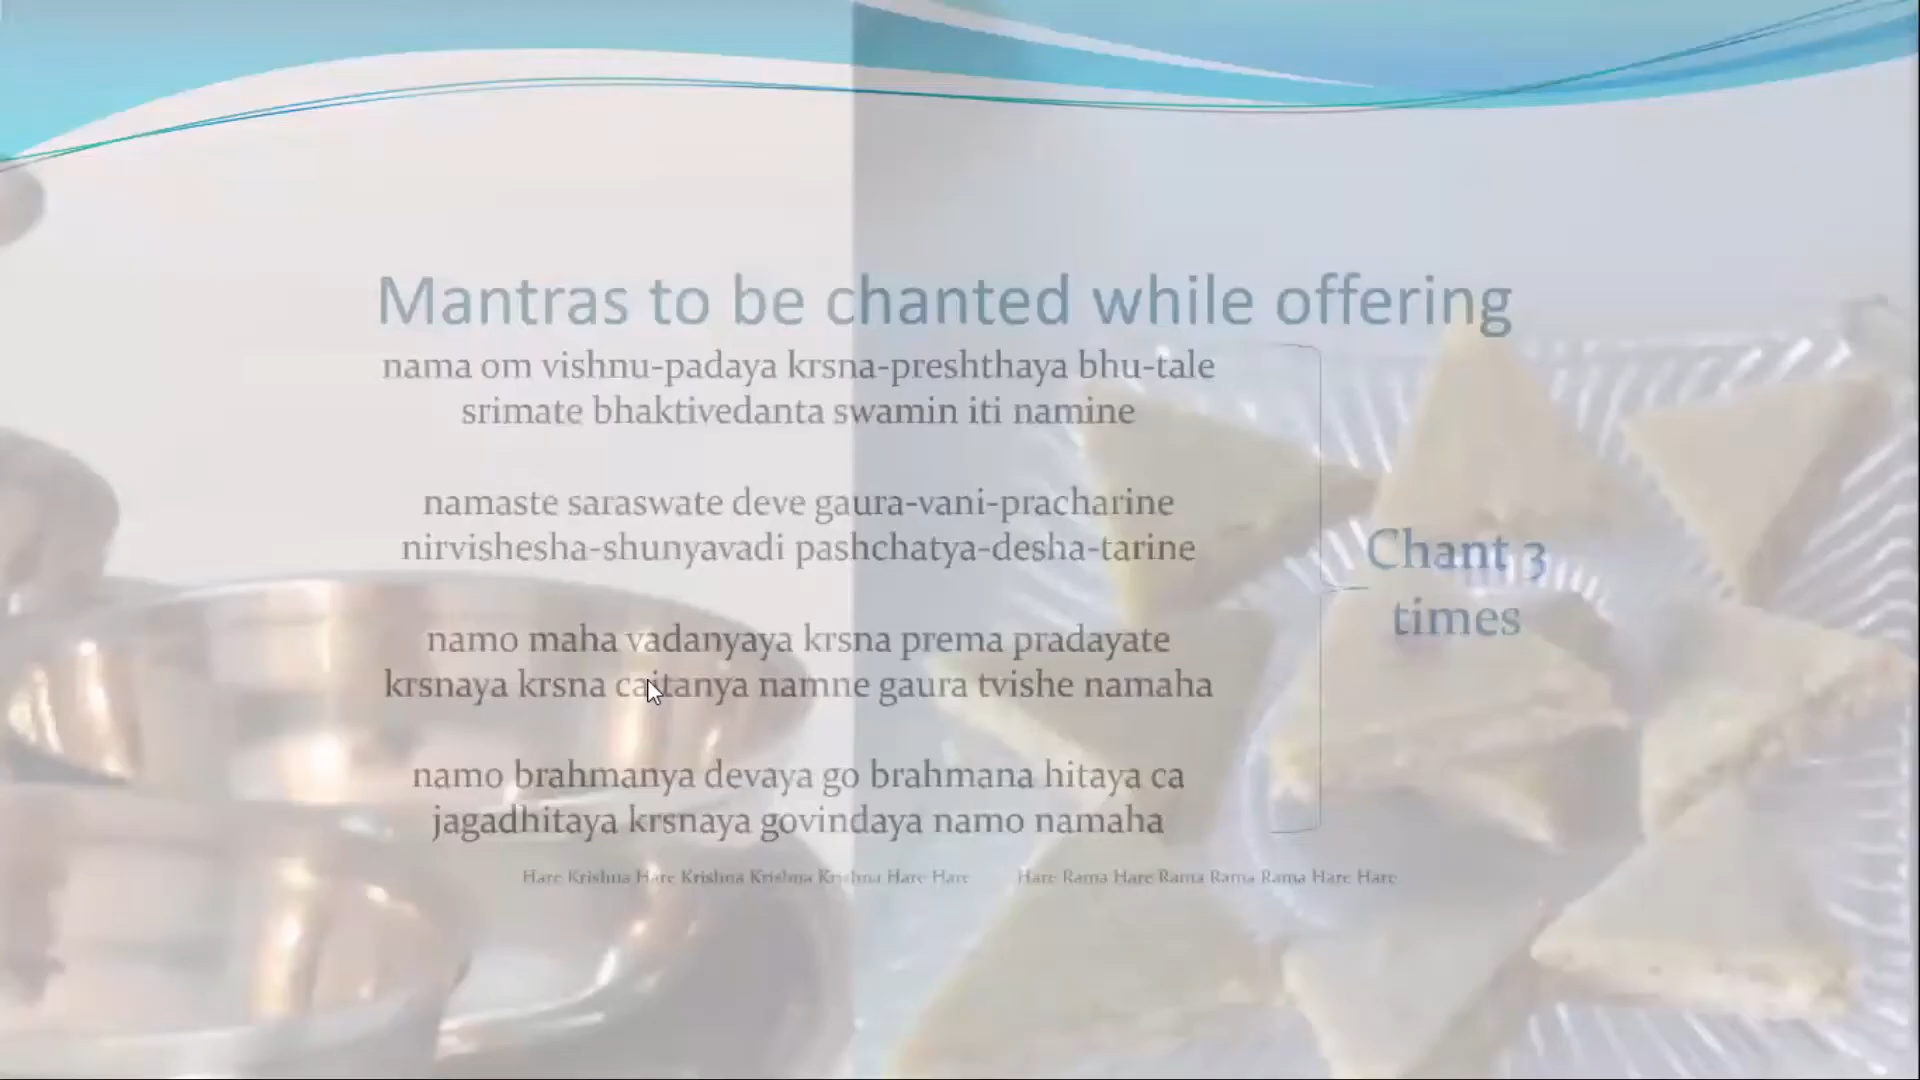 Mantras to be chanted while offering
nama om vishnu-padaya krsna-preshthaya bhu-tale
srimate bhaktivedanta swamin iti namine
namaste saraswate deve gaura-vani-pracharine
nirvishesha-shunyavadi pashchatya-desha-tarine
namo maha vadanyaya krsna prema pradayate
krsnaya krsna caitanya namne gaura tvishe namaha
namo brahmanya devaya go brahmana hitaya ca
jagadhitaya krsnaya govindaya namo namaha
Chant 3
times
Hare Krishna Hare Krishna Krishna Krishna Hare Hare Hare Rama Hare Rama Rama Rama Hare Hare